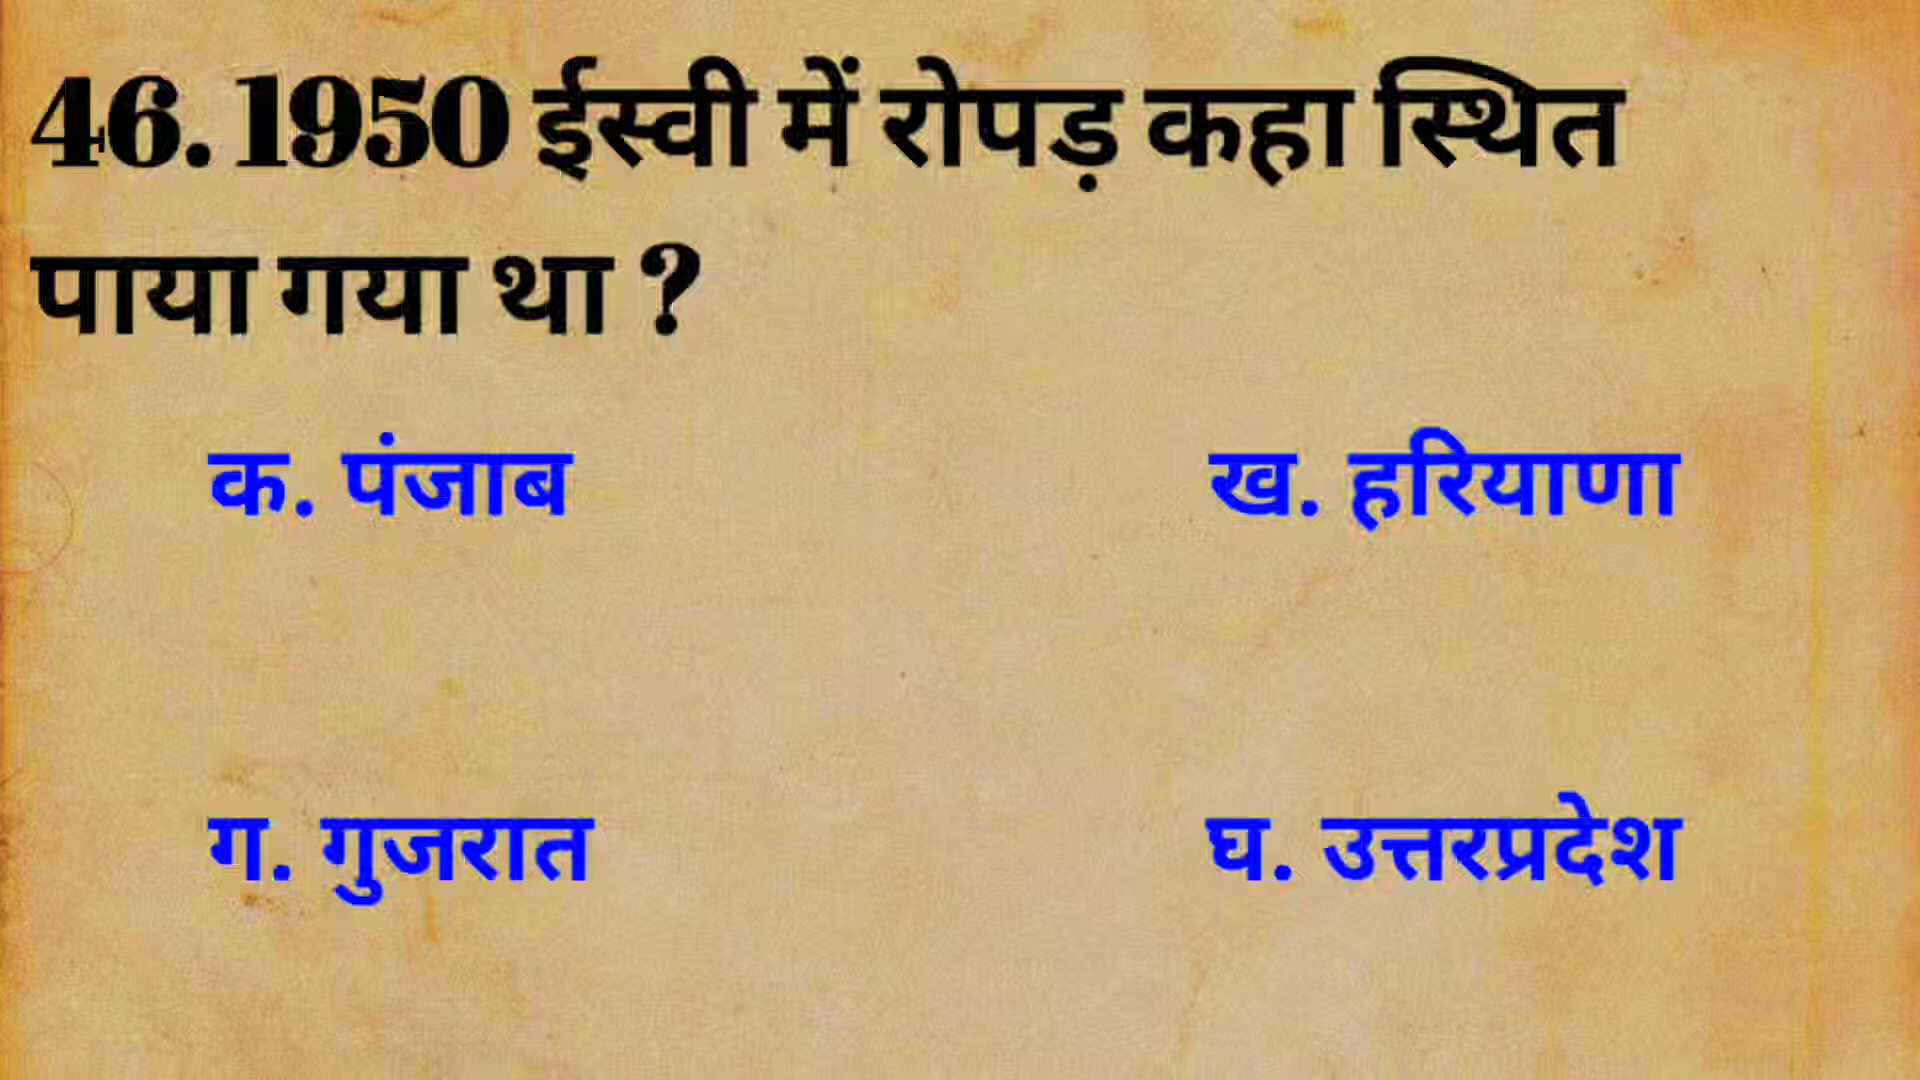 46. 1950 ईस्वी में रोपड़ कहा स्थित
पाया गया था ?
क. पंजाब ख. हरियाणा
ग. गुजरात घ. उत्तरप्रदेश